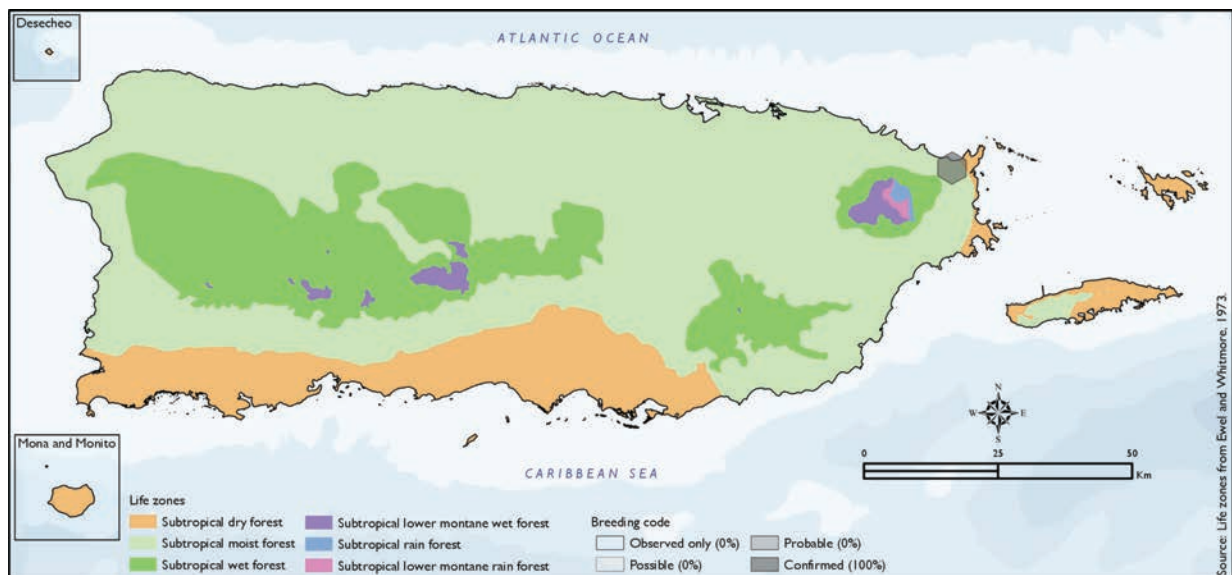 Desecheo
ATLANTIC OCEAN
N
W E
S
Mona and Monito
CARIBBEAN SEA
0 25 50
Km
Life zones
Subtropical dry forest
Subtropical moist forest
Subtropical wet forest
Subtropical lower montane wet forest
Subtropical rain forest
Subtropical lower montane rain forest
Breeding code
Observed only (0%)
Possible (0%)
Probable (0%)
Confirmed (100%)
Source: Life zones from Ewel and Whitmore, 1973.